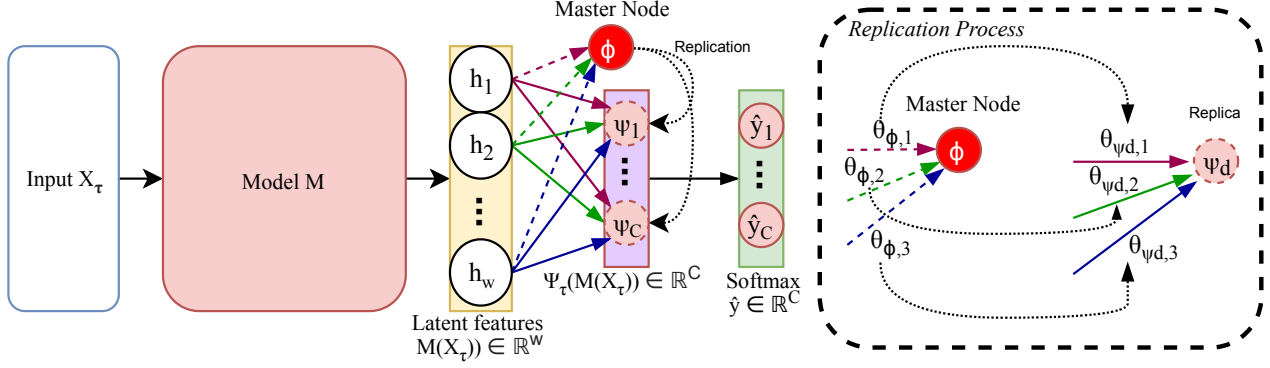 Input X_τ
Model M
h_1
h_2
h_w
Latent features
M(X_τ)) ∈ ℝ^W
Master Node
ϕ
Replication
ψ_1
ψ_C
Ψ_τ(M(X_τ)) ∈ ℝ^C
ŷ_1
ŷ_C
Softmax
ŷ ∈ ℝ^C
Replication Process
Master Node
ϕ
θ_ϕ,1
θ_ϕ,2
θ_ϕ,3
Replica
ψ_d
θ_ψd,1
θ_ψd,2
θ_ψd,3